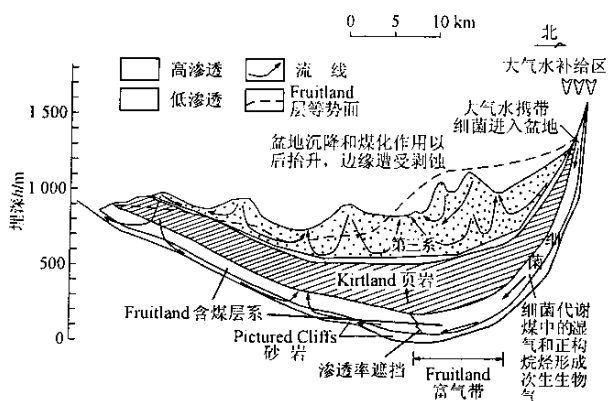 0 5 10 km
北
大气水补给区
高渗透
流 线
低渗透
Fruitland
层等势面
大气水携带
细菌进入盆地
盆地沉降和煤化作用以
后抬升，边缘遭受剥蚀
埋深h/m
1 500
1 000
500
0
第三系
细
菌
Kirtland 页岩
Fruitland 含煤层系
Pictured Cliffs
砂 岩
渗透率遮挡
Fruitland
富气带
细菌代谢
煤中的湿
气和正构
烷烃形成
次生生物
气